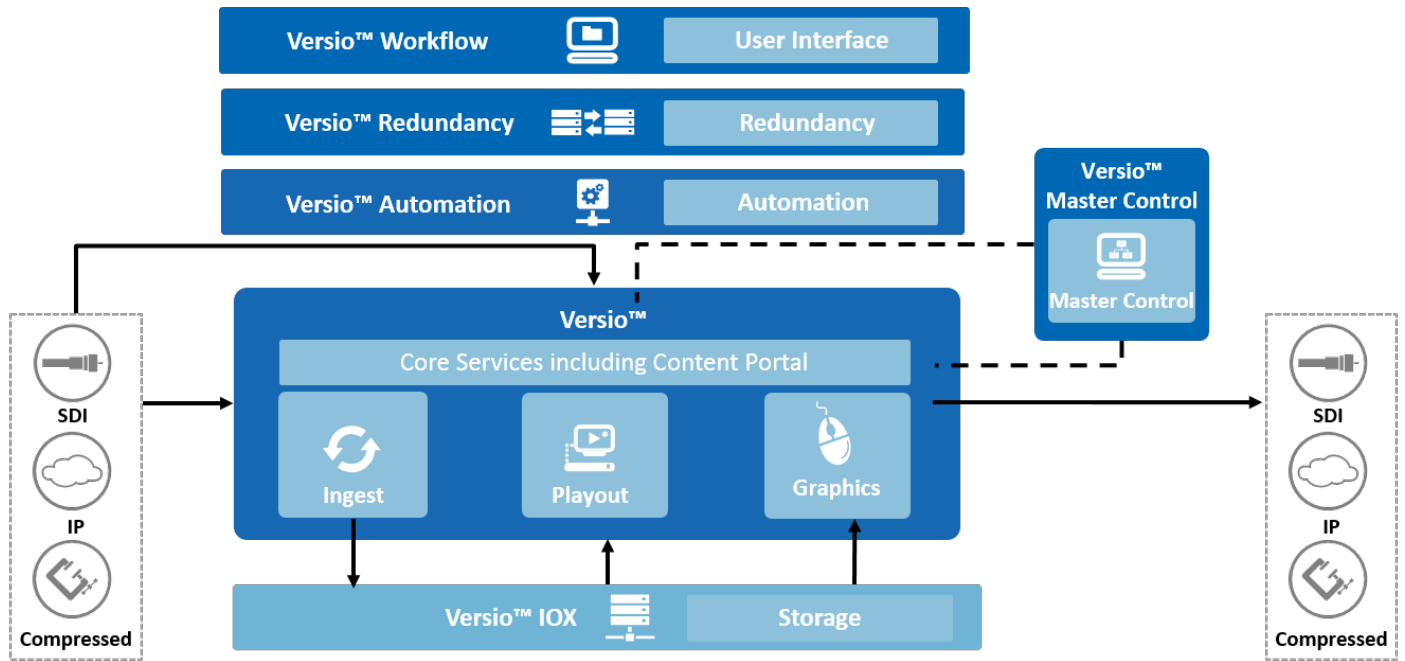 Versio™ Workflow
User Interface
Versio™ Redundancy
Redundancy
Versio™ Automation
Automation
Versio™
Master Control
Master Control
SDI
IP
Compressed
Versio™
Core Services including Content Portal
Ingest
Playout
Graphics
Versio™ IOX
Storage
SDI
IP
Compressed